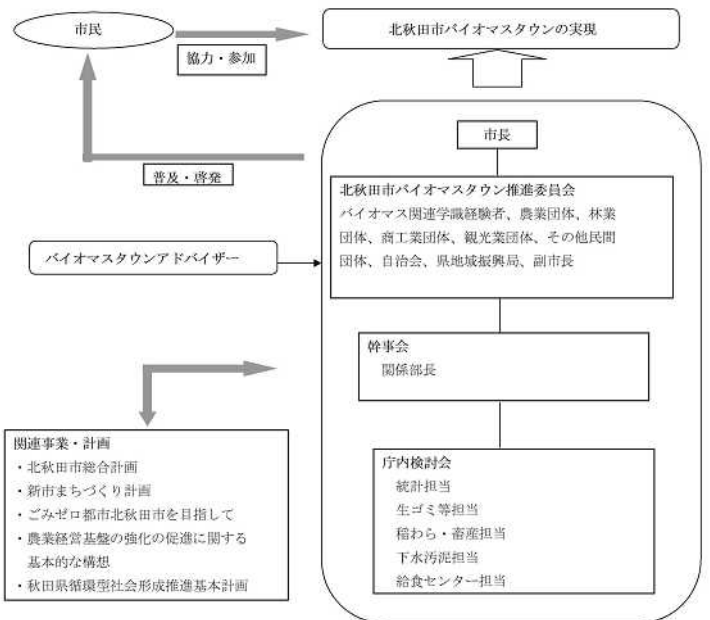 市民
北秋田市バイオマスタウンの実現
協力・参加
市長
普及・啓発
北秋田市バイオマスタウン推進委員会
バイオマス関連学識経験者、農業団体、林業
団体、商工業団体、観光業団体、その他民間
団体、自治会、県地域振興局、副市長
バイオマスタウンアドバイザー
幹事会
関係部長
関連事業・計画
・北秋田市総合計画
・新市まちづくり計画
・ごみゼロ都市北秋田市を目指して
・農業経営基盤の強化の促進に関する
基本的な構想
・秋田県循環型社会形成推進基本計画
庁内検討会
統計担当
生ゴミ等担当
稲わら・畜産担当
下水汚泥担当
給食センター担当